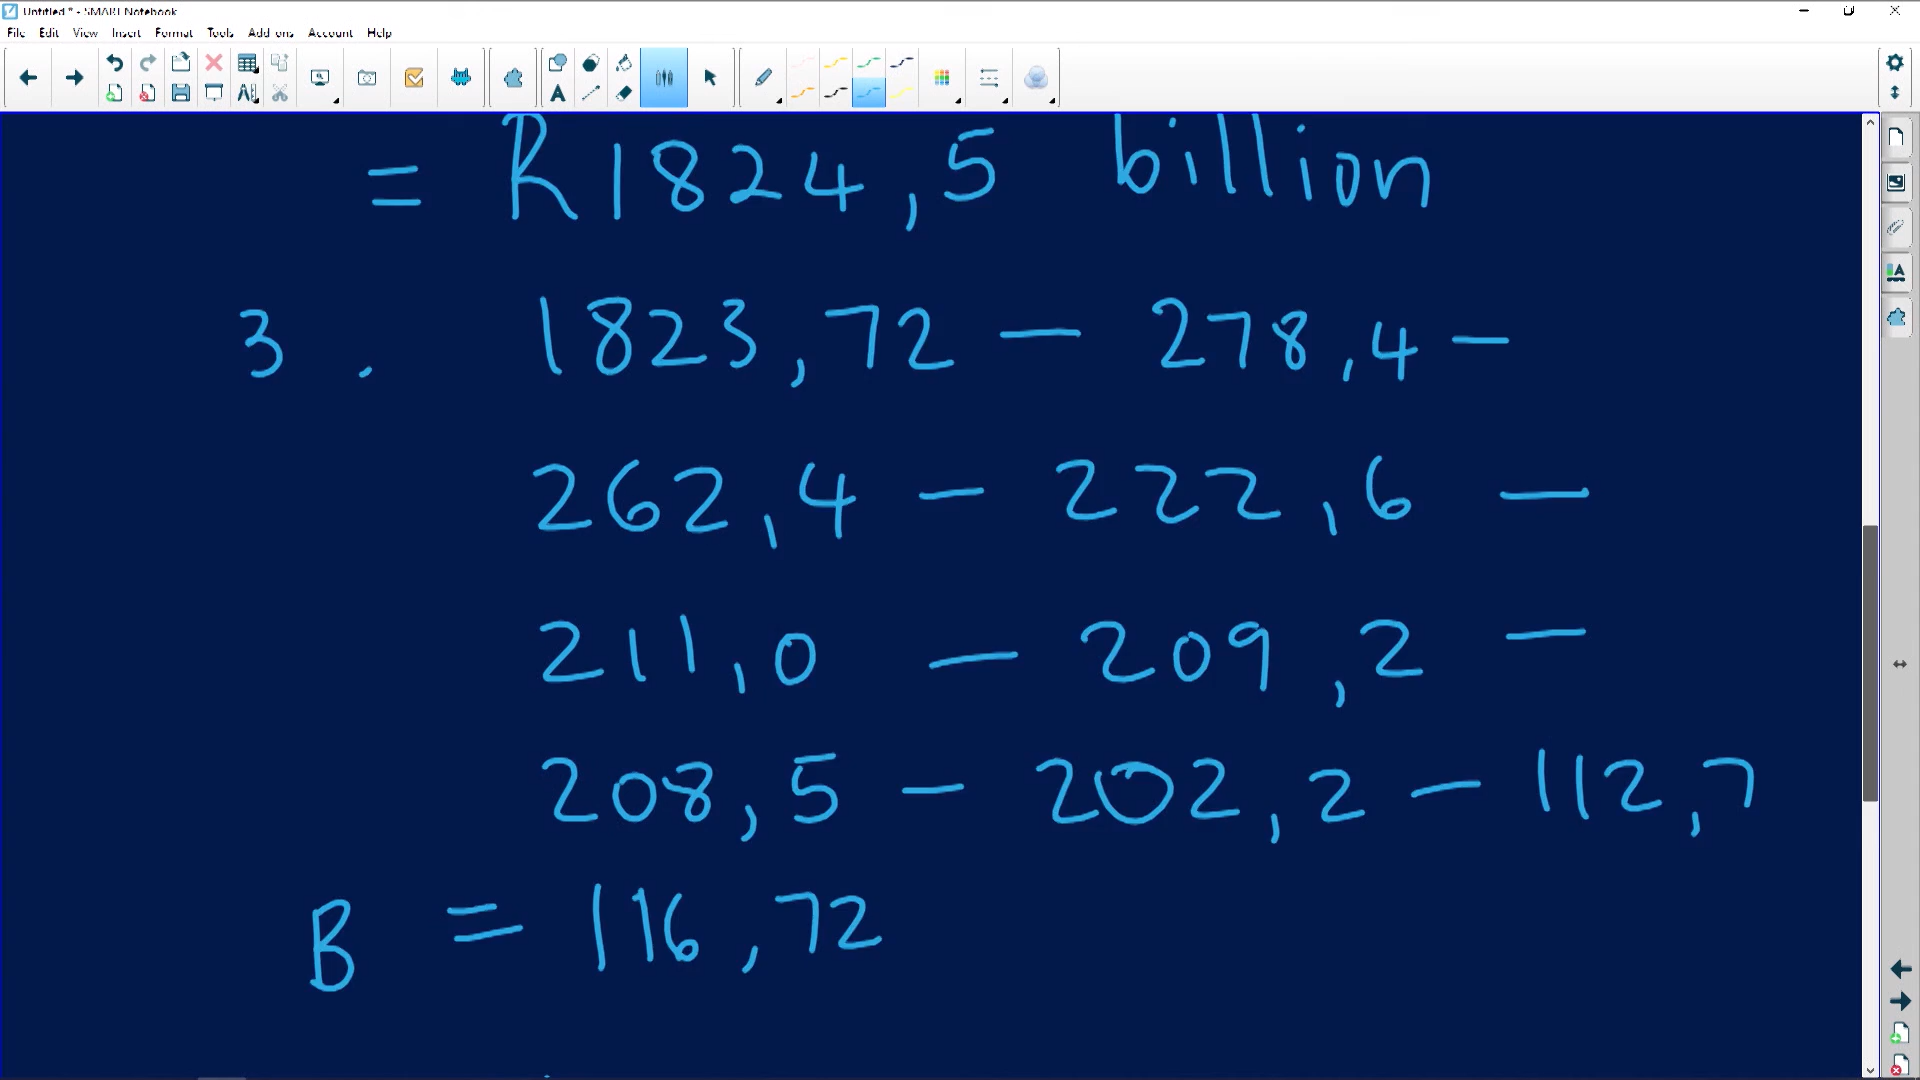 Untitled * - SMART Notebook
File Edit View Insert Format Tools Add-ons Account Help
= R1824,5 billion
3. 1823,72 — 278,4 —
262,4 — 222,6 —
211,0 — 209,2 —
208,5 — 202,2 — 112,7
B = 116,72